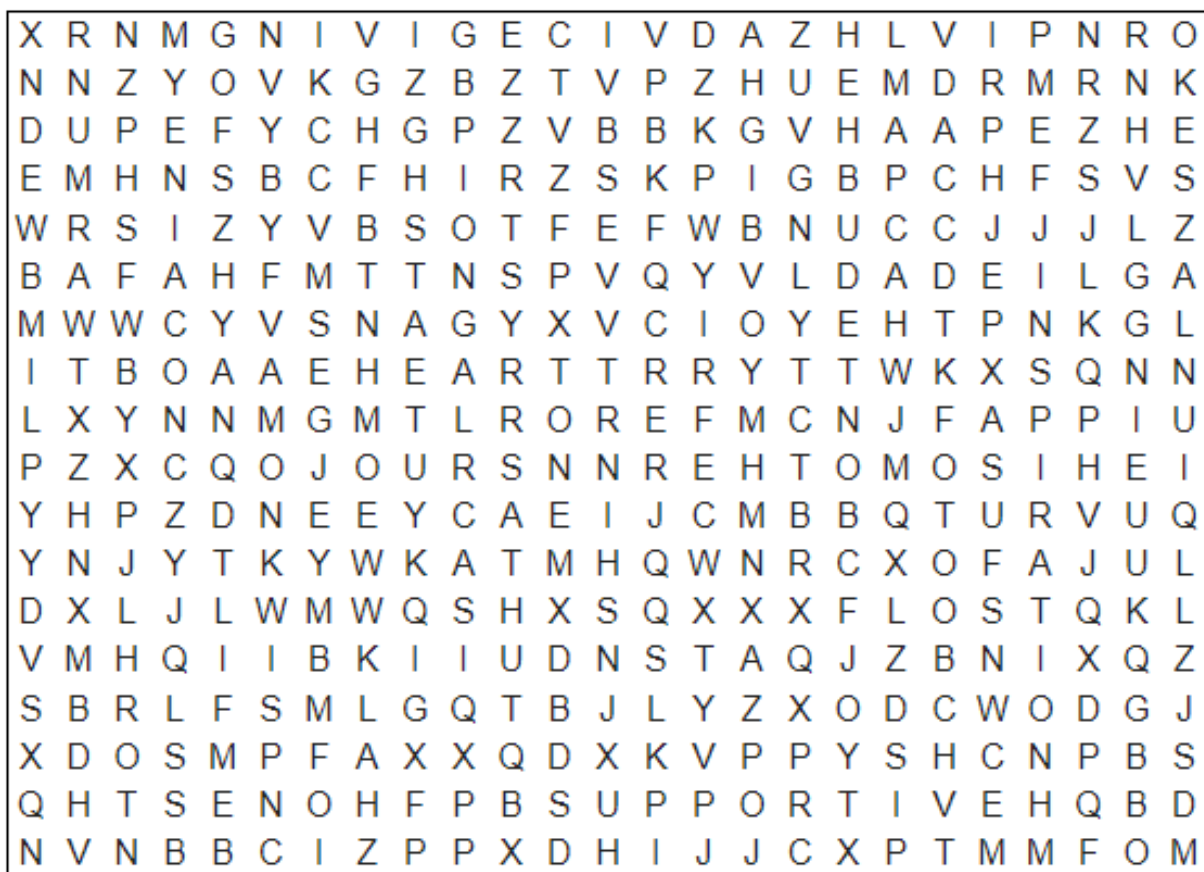 X R N M G N I V I G E C I V D A Z H L V I P N R O
N N Z Y O V K G Z B Z T V P Z H U E M D R M R N K
D U P E F Y C H G P Z V B B K G V H A A P E Z H E
E M H N S B C F H I R Z S K P I G B P C H F S V S
W R S I Z Y V B S O T F E F W B N U C C J J J L Z
B A F A H F M T T N S P V Q Y V L D A D E I L G A
M W W C Y V S N A G Y X V C I O Y E H T P N K G L
I T B O A A E H E A R T T R R Y T T W K X S Q N N
L X Y N N M G M T L R O R E F M C N J F A P P I U
P Z X C Q O J O U R S N N R E H T O M O S I H E I
Y H P Z D N E E Y C A E I J C M B B Q T U R V U Q
Y N J Y T K Y W K A T M H Q W N R C X O F A J U L
D X L J L W M W Q S H X S Q X X X F L O S T Q K L
V M H Q I I B K I I U D N S T A Q J Z B N I X Q Z
S B R L F S M L G Q T B J L Y Z X O D C W O D G J
X D O S M P F A X X Q D X K V P P Y S H C N P B S
Q H T S E N O H F P B S U P P O R T I V E H Q B D
N V N B B C I Z P P X D H I J J C X P T M M F O M